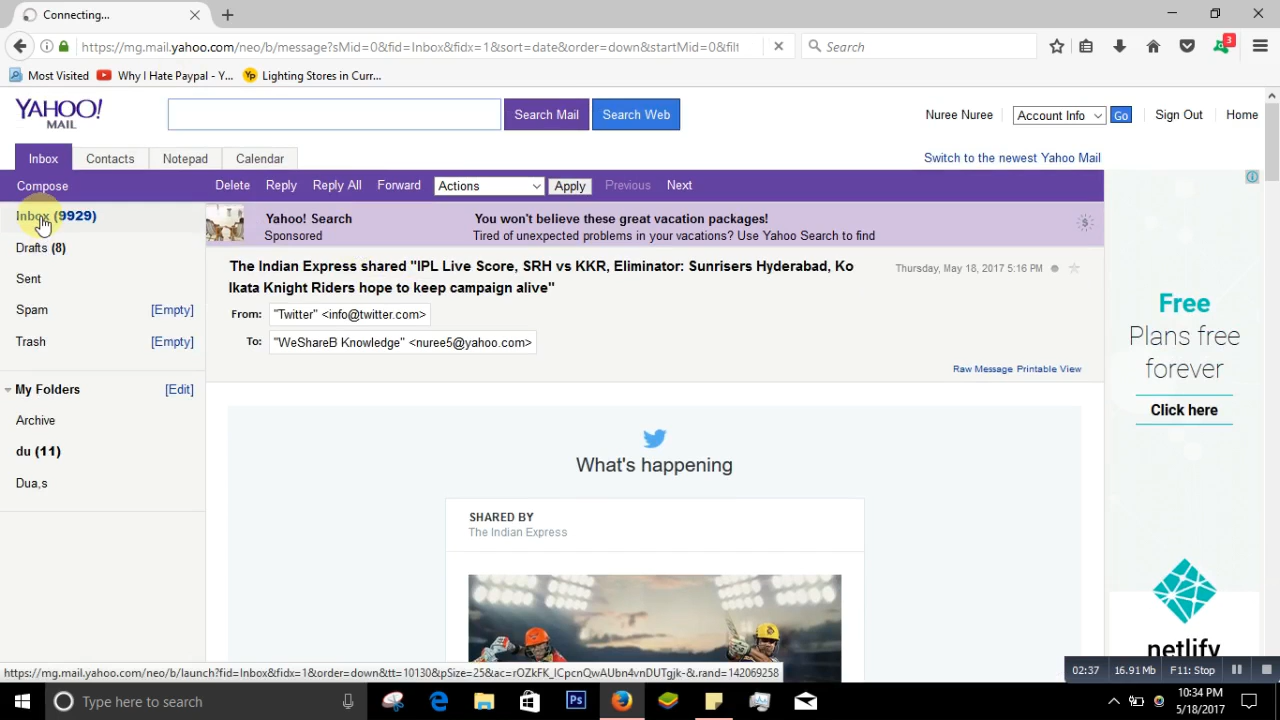 Connecting...
https://mg.mail.yahoo.com/neo/b/message?sMid=0&fid=Inbox&fidx=1&sort=date&order=down&startMid=0&filt
Search
3
Most Visited
Why I Hate Paypal - Y...
Lighting Stores in Curr...
YAHOO! MAIL
Search Mail
Search Web
Nuree Nuree
Account Info
Go
Sign Out
Home
Inbox
Contacts
Notepad
Calendar
Switch to the newest Yahoo Mail
Compose
Delete
Reply
Reply All
Forward
Actions
Apply
Previous
Next
Inbox (9929)
Drafts (8)
Sent
Spam [Empty]
Trash [Empty]
My Folders [Edit]
Archive
du (11)
Dua,s
Yahoo! Search
Sponsored
You won't believe these great vacation packages!
Tired of unexpected problems in your vacations? Use Yahoo Search to find
The Indian Express shared "IPL Live Score, SRH vs KKR, Eliminator: Sunrisers Hyderabad, Ko
lkata Knight Riders hope to keep campaign alive"
Thursday, May 18, 2017 5:16 PM
From: "Twitter" <info@twitter.com>
To: "WeShareB Knowledge" <nuree5@yahoo.com>
Raw Message Printable View
What's happening
SHARED BY
The Indian Express
Free
Plans free
forever
Click here
netlify
https://mg.mail.yahoo.com/neo/b/launch?fid=Inbox&fidx=1&order=down&tt=10130&pSize=25&ac=rOZkFK_lCpcnQwAUbn4vnDUTgjk-&.rand=142069258
02:37
16.91 Mb
F11: Stop
Type here to search
Ps
10:34 PM
5/18/2017